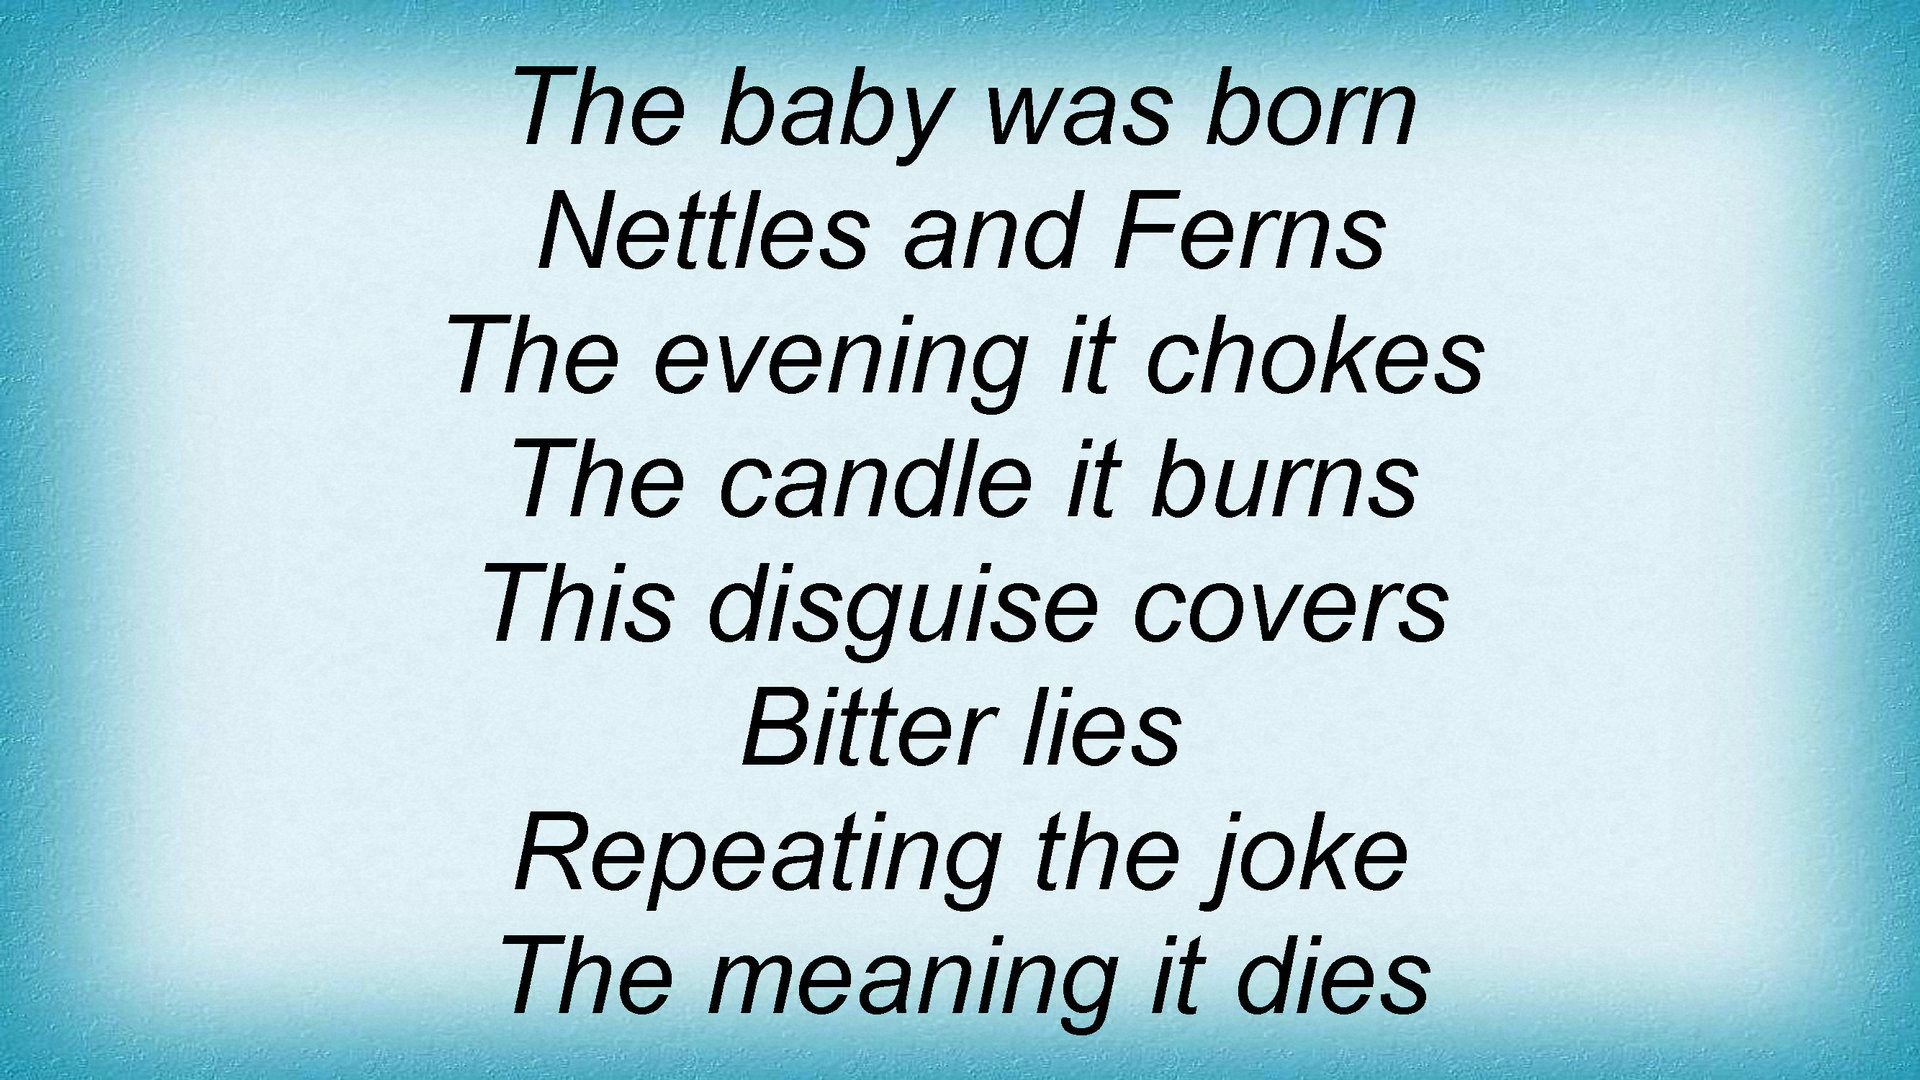 The baby was born
Nettles and Ferns
The evening it chokes
The candle it burns
This disguise covers
Bitter lies
Repeating the joke
The meaning it dies